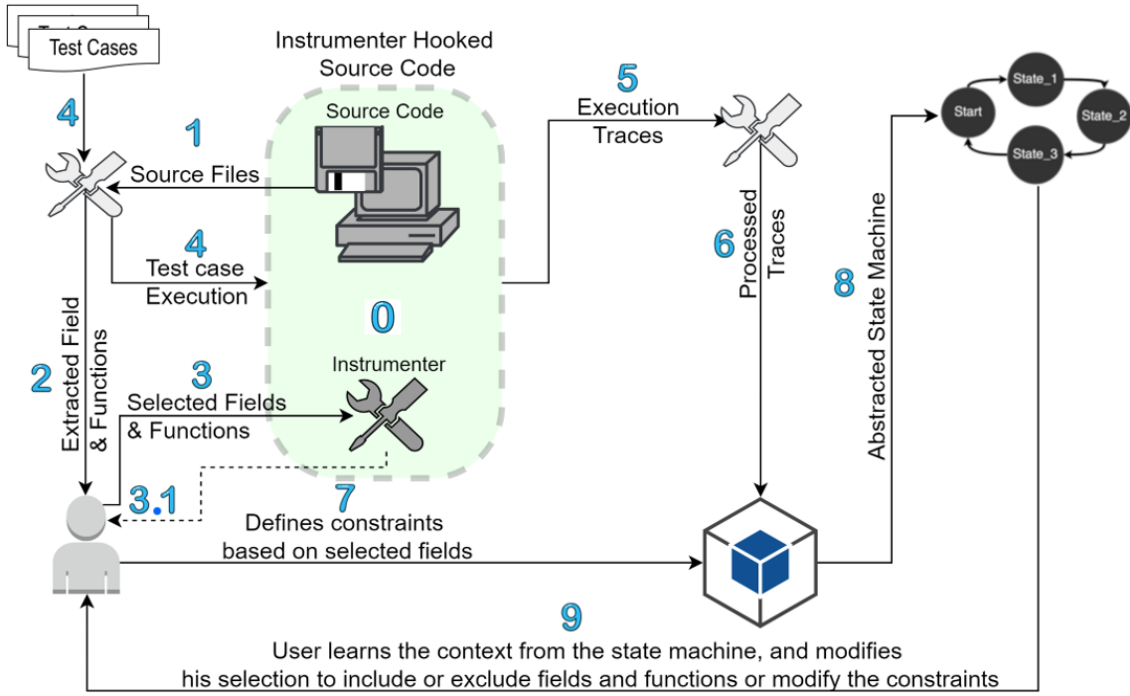 Test Cases
Instrumenter Hooked
Source Code
Source Code
4
1
Source Files
4
Test case
Execution
0
Instrumenter
5
Execution
Traces
State_1
Start
State_2
State_3
6
Processed
Traces
8
Abstracted State Machine
2
Extracted Field
& Functions
3
Selected Fields
& Functions
3.1
7
Defines constraints
based on selected fields
9
User learns the context from the state machine, and modifies
his selection to include or exclude fields and functions or modify the constraints